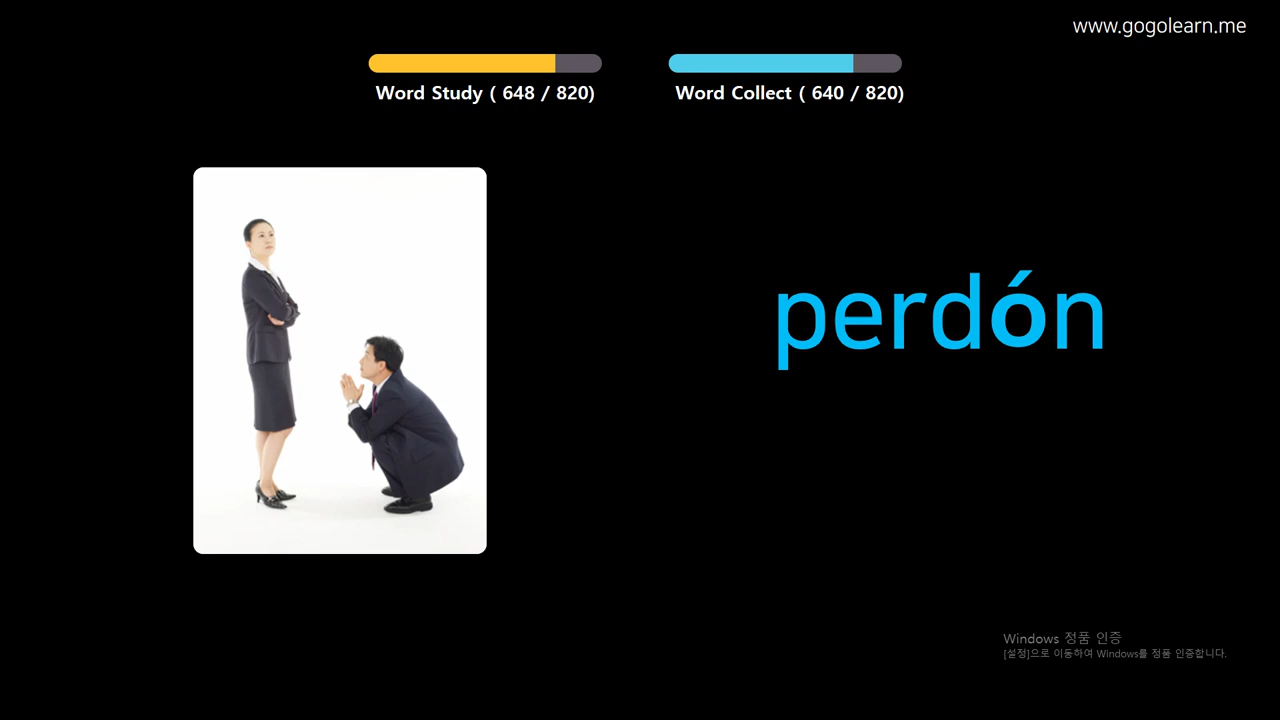 www.gogolearn.me
Word Study ( 648 / 820)
Word Collect ( 640 / 820)
perdón
Windows 정품 인증
[설정]으로 이동하여 Windows를 정품 인증합니다.